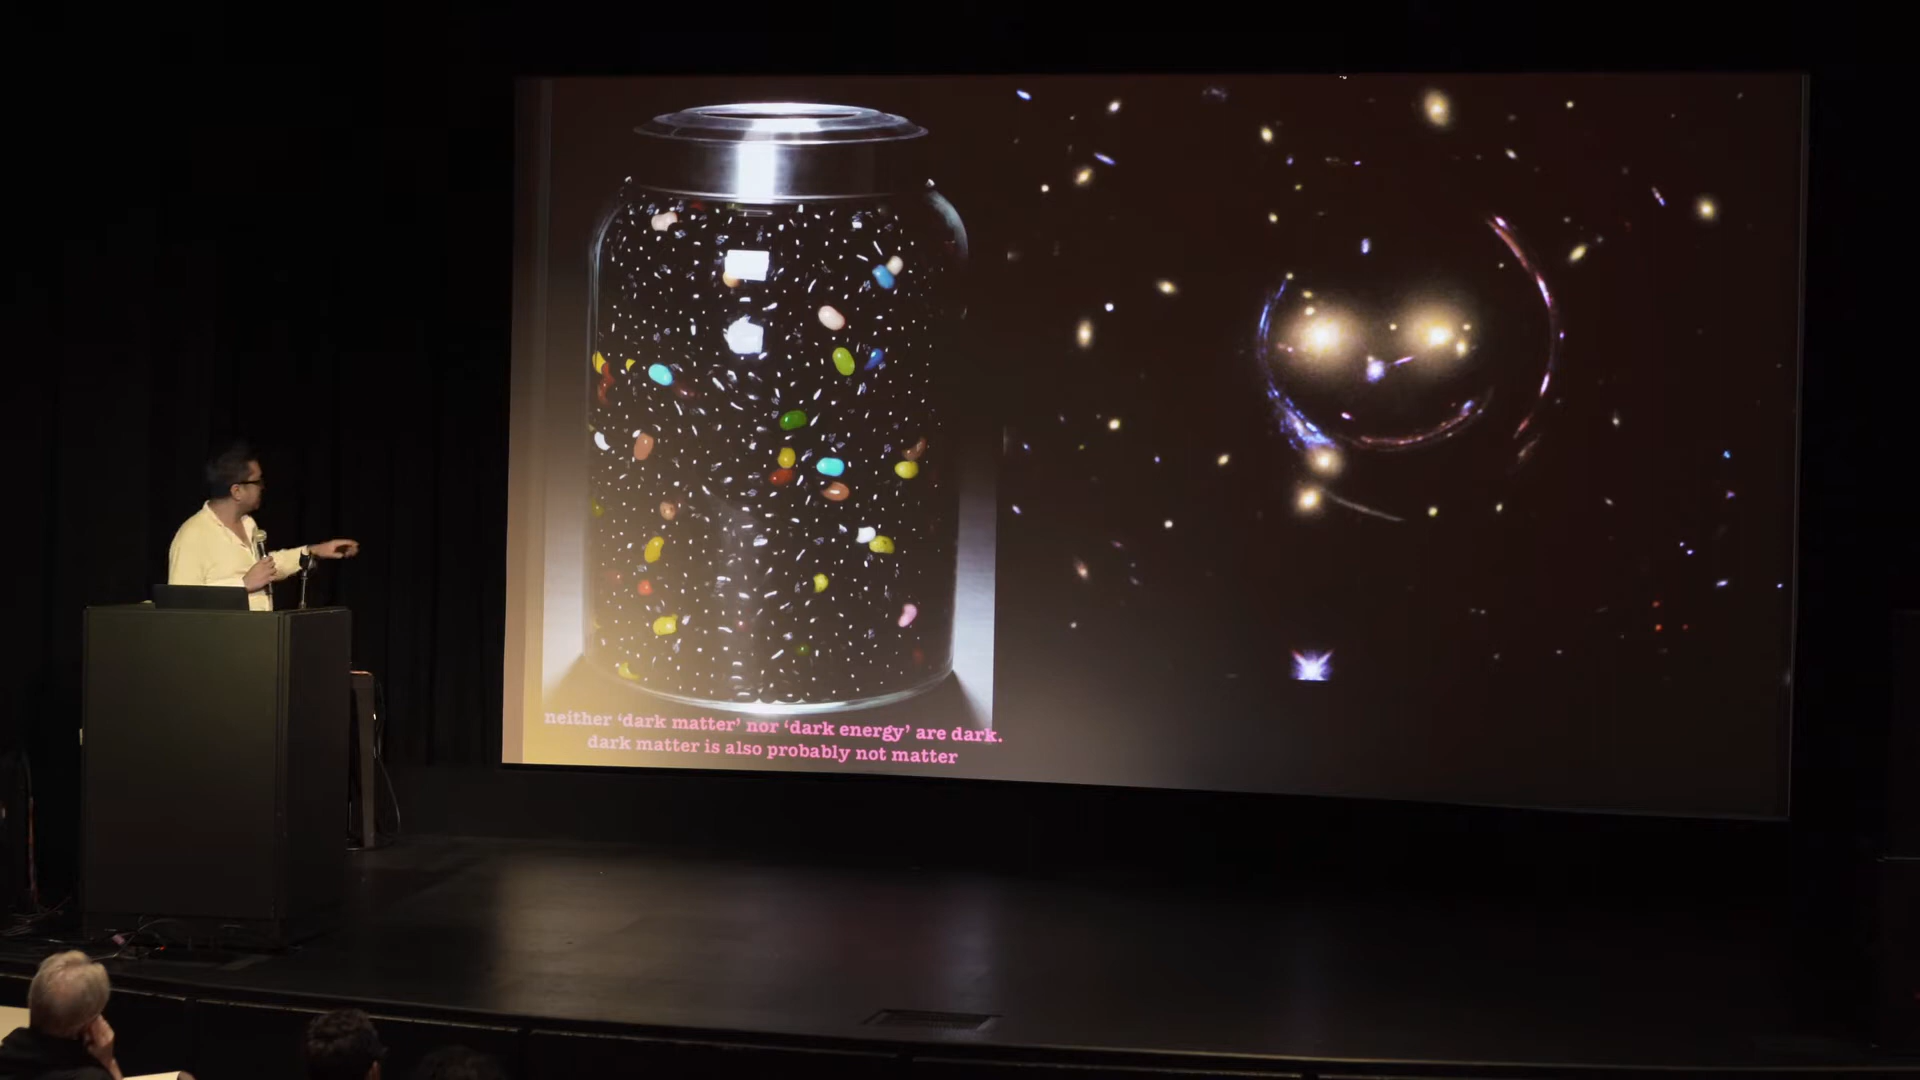 neither ‘dark matter’ nor ‘dark energy’ are dark.
dark matter is also probably not matter